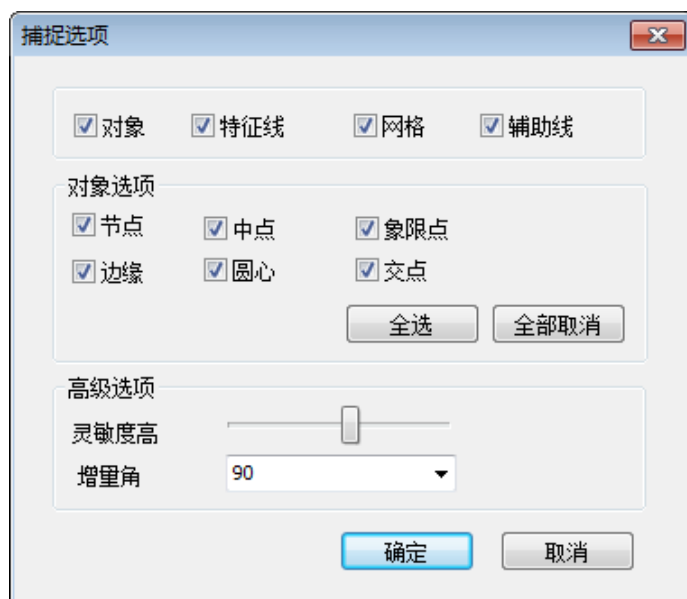 捕捉选项
对象 特征线 网格 辅助线
对象选项
节点 中点 象限点
边缘 圆心 交点
全选 全部取消
高级选项
灵敏度高
增量角 90
确定 取消